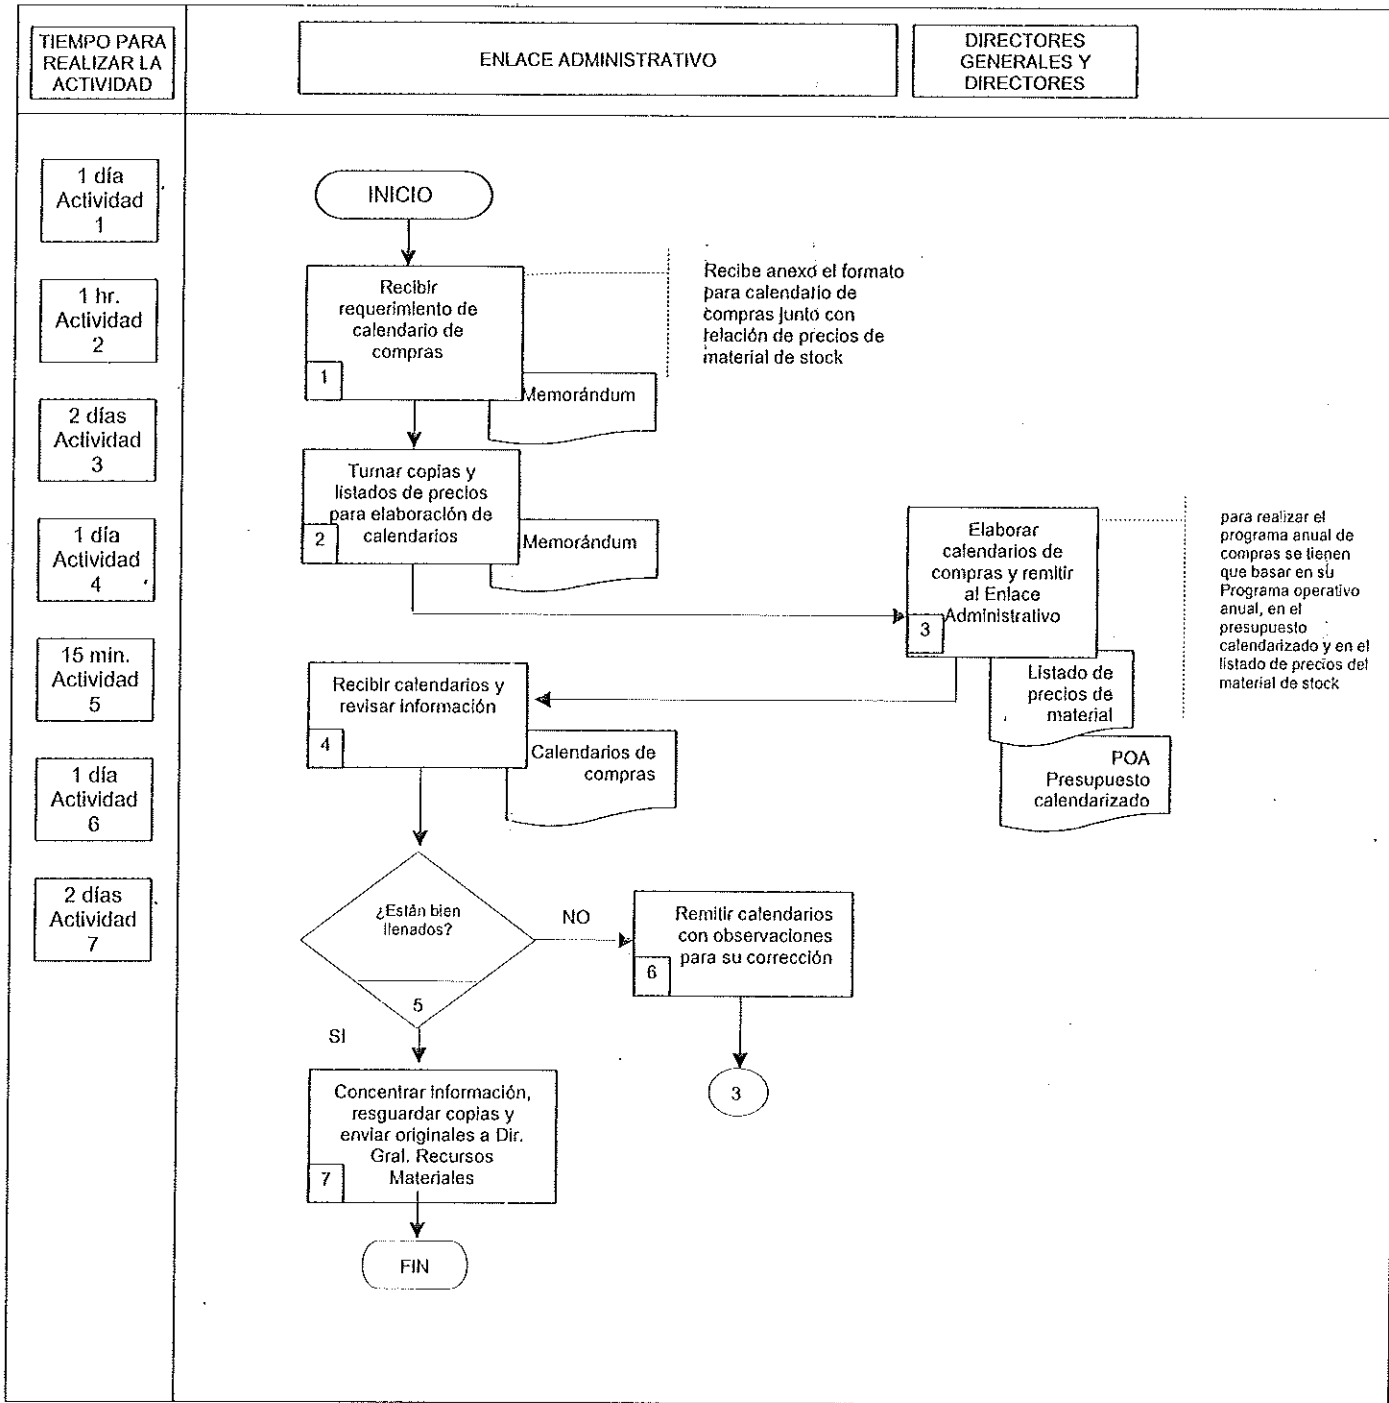 TIEMPO PARA
REALIZAR LA
ACTIVIDAD
ENLACE ADMINISTRATIVO
DIRECTORES
GENERALES Y
DIRECTORES
1 día
Actividad
1
1 hr.
Actividad
2
2 días
Actividad
3
1 día
Actividad
4
15 min.
Actividad
5
1 día
Actividad
6
2 días
Actividad
7
INICIO
Recibir
requerimiento de
calendario de
compras
1
Memorándum
Recibe anexo el formato
para calendario de
compras junto con
relación de precios de
material de stock
Turnar copias y
listados de precios
para elaboración de
calendarios
2
Memorándum
Elaborar
calendarios de
compras y remitir
al Enlace
Administrativo
3
Listado de
precios de
material
POA
Presupuesto
calendarizado
para realizar el
programa anual de
compras se tienen
que basar en su
Programa operativo
anual, en el
presupuesto
calendarizado y en el
listado de precios del
material de stock
Recibir calendarios y
revisar información
4
Calendarios de
compras
¿Están bien
llenados?
5
NO
Remitir calendarios
con observaciones
para su corrección
6
3
SI
Concentrar información,
resguardar copias y
enviar originales a Dir.
Gral. Recursos
Materiales
7
FIN